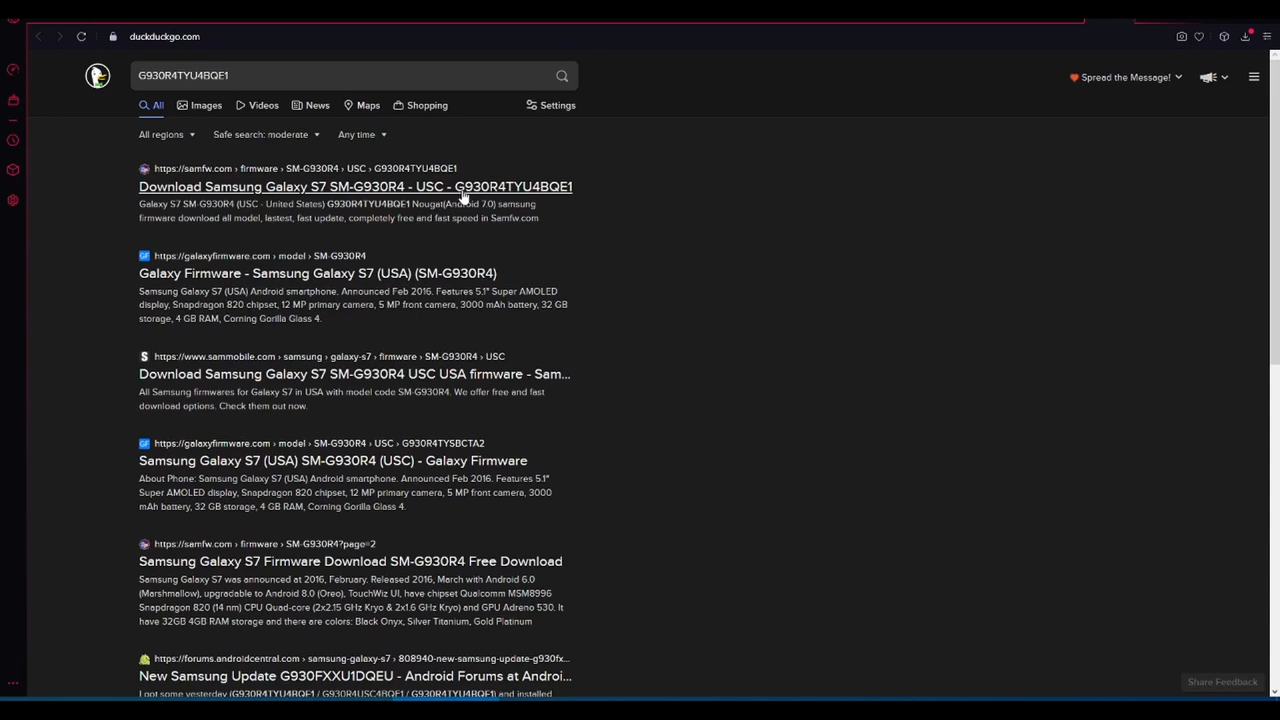 duckduckgo.com
G930R4TYU4BQE1
Spread the Message!
All
Images
Videos
News
Maps
Shopping
Settings
All regions
Safe search: moderate
Any time
https://samfw.com › firmware › SM-G930R4 › USC › G930R4TYU4BQE1
Download Samsung Galaxy S7 SM-G930R4 - USC - G930R4TYU4BQE1
Galaxy S7 SM-G930R4 (USC - United States) G930R4TYU4BQE1 Nougat(Android 7.0) samsung
firmware download all model, lastest, fast update, completely free and fast speed in Samfw.com
GF
https://galaxyfirmware.com › model › SM-G930R4
Galaxy Firmware - Samsung Galaxy S7 (USA) (SM-G930R4)
Samsung Galaxy S7 (USA) Android smartphone. Announced Feb 2016. Features 5.1" Super AMOLED
display, Snapdragon 820 chipset, 12 MP primary camera, 5 MP front camera, 3000 mAh battery, 32 GB
storage, 4 GB RAM, Corning Gorilla Glass 4.
S
https://www.sammobile.com › samsung › galaxy-s7 › firmware › SM-G930R4 › USC
Download Samsung Galaxy S7 SM-G930R4 USC USA firmware - Sam...
All Samsung firmwares for Galaxy S7 in USA with model code SM-G930R4. We offer free and fast
download options. Check them out now.
GF
https://galaxyfirmware.com › model › SM-G930R4 › USC › G930R4TYSBCTA2
Samsung Galaxy S7 (USA) SM-G930R4 (USC) - Galaxy Firmware
About Phone: Samsung Galaxy S7 (USA) Android smartphone. Announced Feb 2016. Features 5.1"
Super AMOLED display, Snapdragon 820 chipset, 12 MP primary camera, 5 MP front camera, 3000
mAh battery, 32 GB storage, 4 GB RAM, Corning Gorilla Glass 4.
https://samfw.com › firmware › SM-G930R4?page=2
Samsung Galaxy S7 Firmware Download SM-G930R4 Free Download
Samsung Galaxy S7 was announced at 2016, February. Released 2016, March with Android 6.0
(Marshmallow), upgradable to Android 8.0 (Oreo), TouchWiz UI, have chipset Qualcomm MSM8996
Snapdragon 820 (14 nm) CPU Quad-core (2x2.15 GHz Kryo & 2x1.6 GHz Kryo) and GPU Adreno 530. It
have 32GB 4GB RAM storage and there are colors: Black Onyx, Silver Titanium, Gold Platinum
https://forums.androidcentral.com › samsung-galaxy-s7 › 808940-new-samsung-update-g930fx...
New Samsung Update G930FXXU1DQEU - Android Forums at Androi...
I got some yesterday (G930R4TYU4BQE1 / G930R4USC4BQE1 / G930R4TYU4BQE1) and installed
Share Feedback